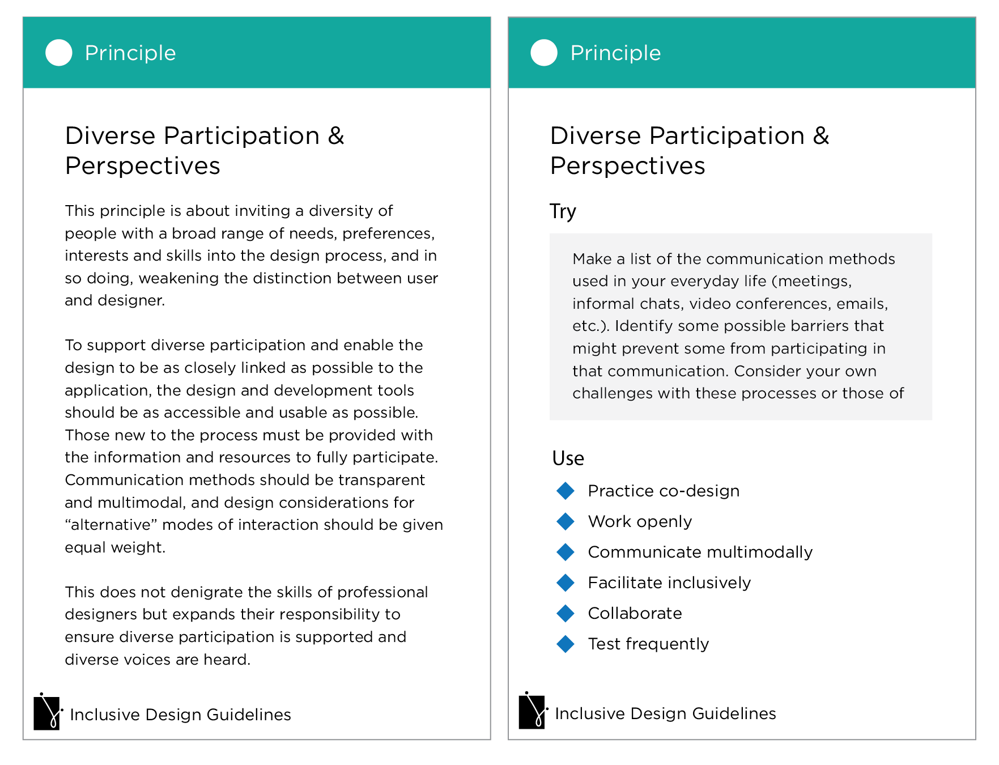 Principle
Diverse Participation &
Perspectives
This principle is about inviting a diversity of
people with a broad range of needs, preferences,
interests and skills into the design process, and in
so doing, weakening the distinction between user
and designer.
To support diverse participation and enable the
design to be as closely linked as possible to the
application, the design and development tools
should be as accessible and usable as possible.
Those new to the process must be provided with
the information and resources to fully participate.
Communication methods should be transparent
and multimodal, and design considerations for
“alternative” modes of interaction should be given
equal weight.
This does not denigrate the skills of professional
designers but expands their responsibility to
ensure diverse participation is supported and
diverse voices are heard.
Inclusive Design Guidelines
Principle
Diverse Participation &
Perspectives
Try
Make a list of the communication methods
used in your everyday life (meetings,
informal chats, video conferences, emails,
etc.). Identify some possible barriers that
might prevent some from participating in
that communication. Consider your own
challenges with these processes or those of
Use
Practice co-design
Work openly
Communicate multimodally
Facilitate inclusively
Collaborate
Test frequently
Inclusive Design Guidelines